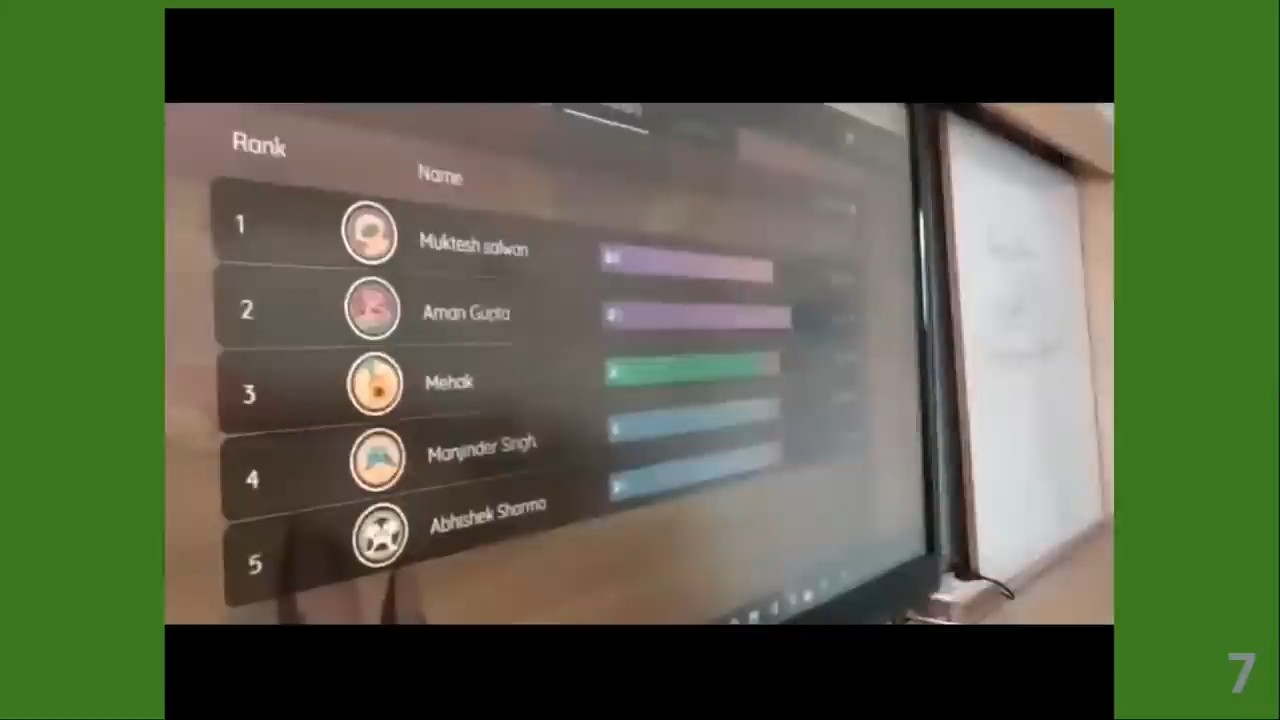 Rank
Name
1
Muktesh salwan
2
Aman Gupta
3
Mehak
4
Manjinder Singh
5
Abhishek Sharma
7